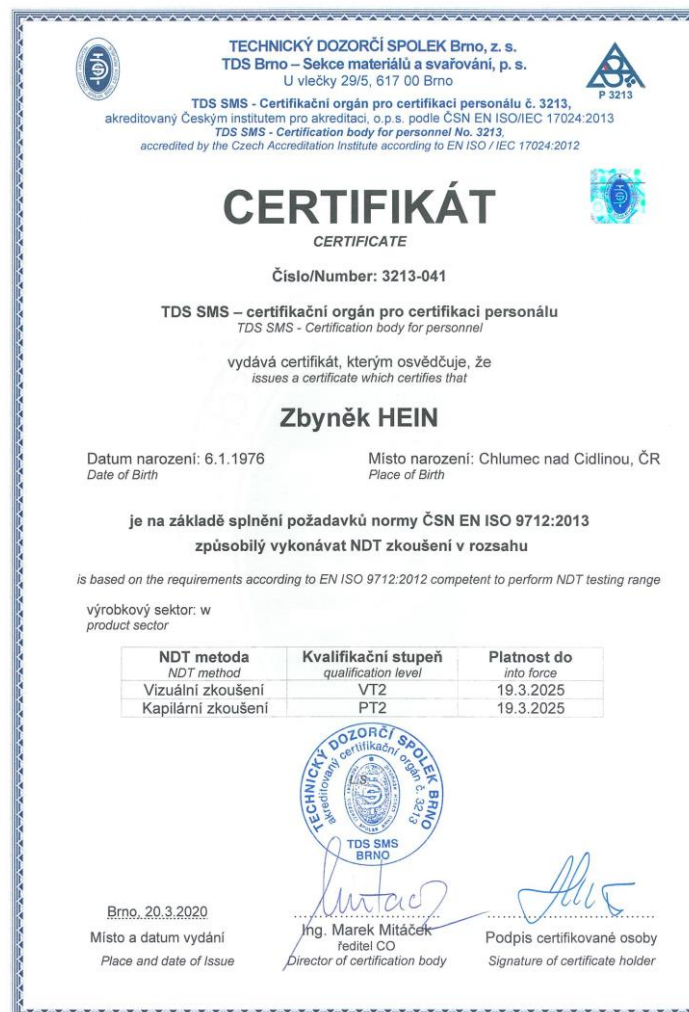 TECHNICKÝ DOZORČÍ SPOLEK Brno, z. s.
TDS Brno – Sekce materiálů a svařování, p. s.
U vlečky 29/5, 617 00 Brno
P 3213
TDS SMS - Certifikační orgán pro certifikaci personálu č. 3213,
akreditovaný Českým institutem pro akreditaci, o.p.s. podle ČSN EN ISO/IEC 17024:2013
TDS SMS - Certification body for personnel No. 3213,
accredited by the Czech Accreditation Institute according to EN ISO / IEC 17024:2012
CERTIFIKÁT
CERTIFICATE
Číslo/Number: 3213-041
TDS SMS – certifikační orgán pro certifikaci personálu
TDS SMS - Certification body for personnel
vydává certifikát, kterým osvědčuje, že
issues a certificate which certifies that
Zbyněk HEIN
Datum narození: 6.1.1976 Místo narození: Chlumec nad Cidlinou, ČR
Date of Birth Place of Birth
je na základě splnění požadavků normy ČSN EN ISO 9712:2013
způsobilý vykonávat NDT zkoušení v rozsahu
is based on the requirements according to EN ISO 9712:2012 competent to perform NDT testing range
výrobkový sektor: w
product sector
NDT metoda Kvalifikační stupeň Platnost do
NDT method qualification level into force
Vizuální zkoušení VT2 19.3.2025
Kapilární zkoušení PT2 19.3.2025
TECHNICKÝ DOZORČÍ SPOLEK BRNO
akreditovaný certifikační orgán č. 3213
L.S.
TDS SMS
BRNO
Brno, 20.3.2020
Ing. Marek Mitáček
Místo a datum vydání ředitel CO Podpis certifikované osoby
Place and date of Issue Director of certification body Signature of certificate holder